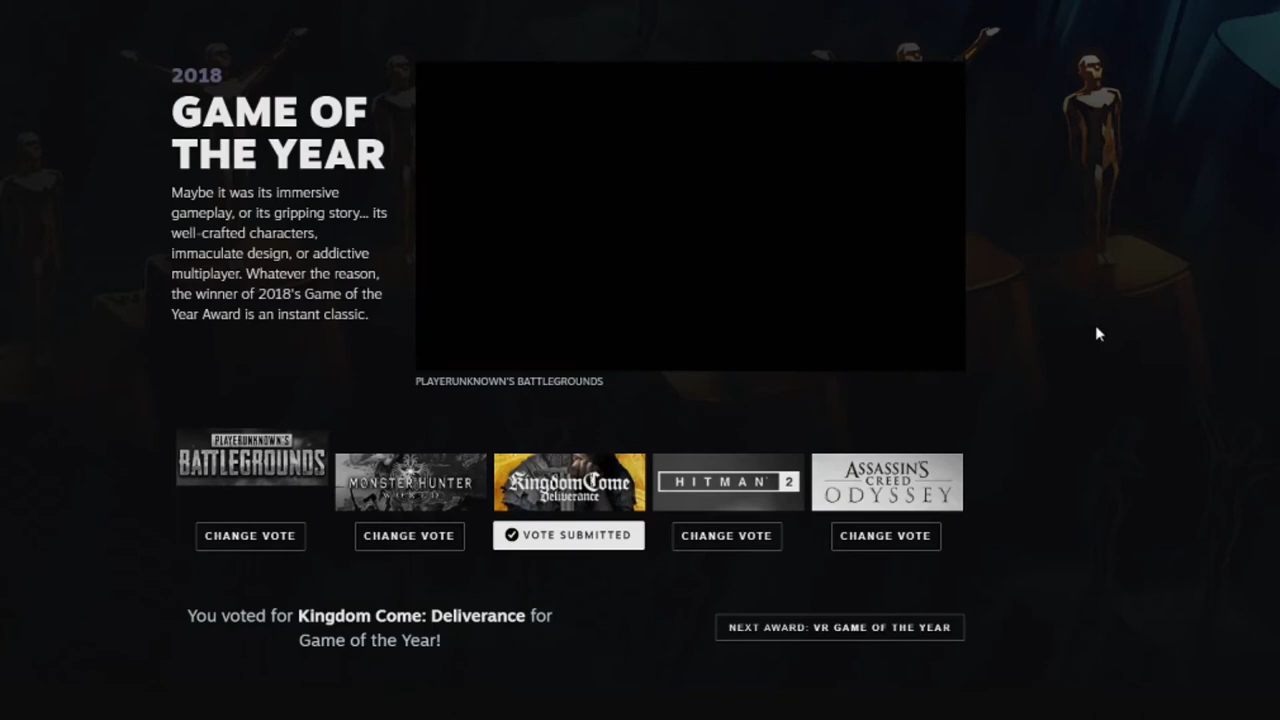 2018
GAME OF
THE YEAR
Maybe it was its immersive
gameplay, or its gripping story... its
well-crafted characters,
immaculate design, or addictive
multiplayer. Whatever the reason,
the winner of 2018's Game of the
Year Award is an instant classic.
PLAYERUNKNOWN'S BATTLEGROUNDS
PLAYERUNKNOWN'S
BATTLEGROUNDS
MONSTER HUNTER
WORLD
Kingdom Come
Deliverance
HITMAN 2
ASSASSIN'S
CREED
ODYSSEY
CHANGE VOTE
CHANGE VOTE
VOTE SUBMITTED
CHANGE VOTE
CHANGE VOTE
You voted for Kingdom Come: Deliverance for
Game of the Year!
NEXT AWARD: VR GAME OF THE YEAR